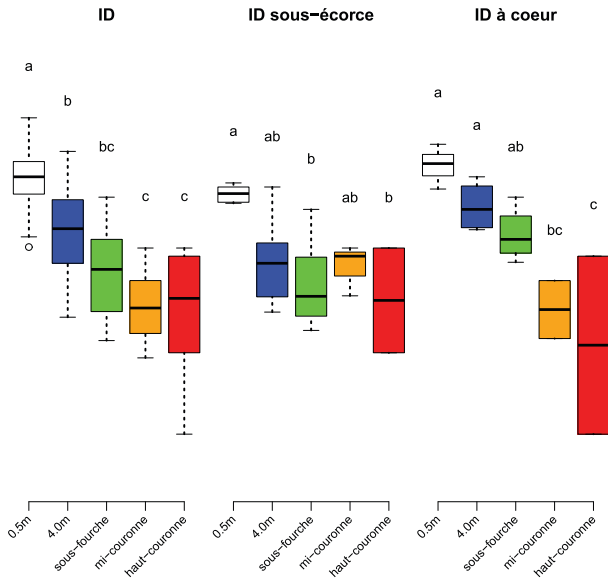 ID
ID sous−écorce
ID à coeur
a
b
bc
c
c
a
ab
b
ab
b
a
a
ab
bc
c
0.5m
4.0m
sous−fourche
mi−couronne
haut−couronne
0.5m
4.0m
sous−fourche
mi−couronne
haut−couronne
0.5m
4.0m
sous−fourche
mi−couronne
haut−couronne